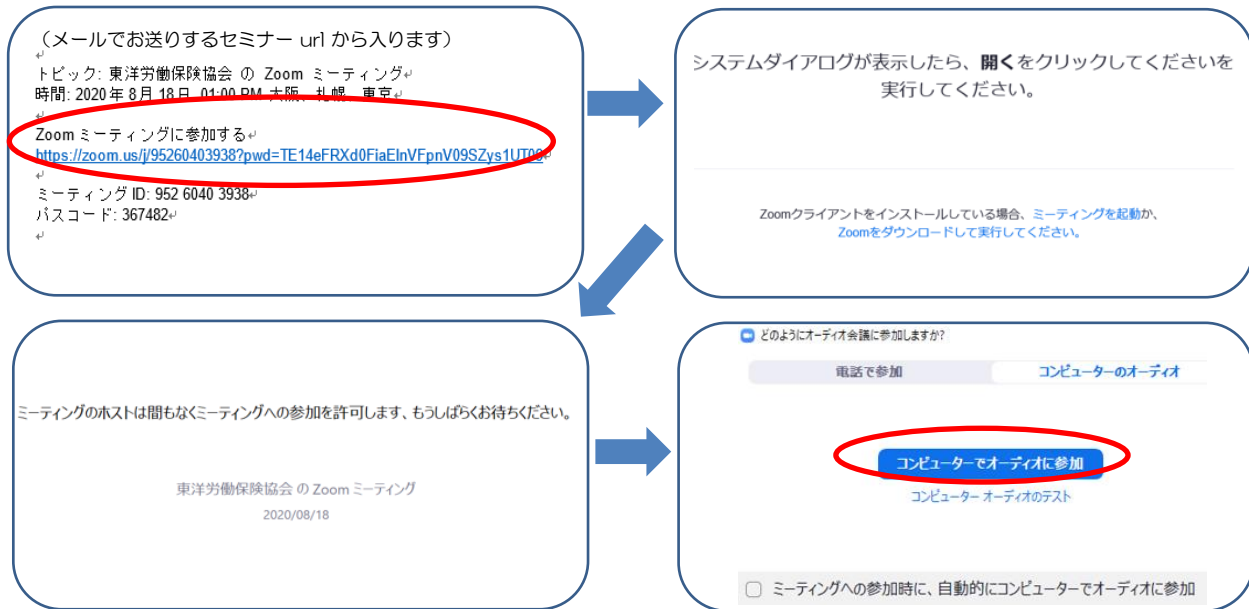 （メールでお送りするセミナー url から入ります）
トピック: 東洋労働保険協会 の Zoom ミーティング
時間: 2020年 8月 18日 01:00 PM 大阪、札幌、東京
Zoom ミーティングに参加する
https://zoom.us/j/95260403938?pwd=TE14eFRXd0FiaElnVFpnV09SZys1UT09
ミーティング ID: 952 6040 3938
パスコード: 367482
システムダイアログが表示したら、開くをクリックしてくださいを
実行してください。
Zoomクライアントをインストールしている場合、ミーティングを起動か、
Zoomをダウンロードして実行してください。
ミーティングのホストは間もなくミーティングへの参加を許可します、もうしばらくお待ちください。
東洋労働保険協会 の Zoom ミーティング
2020/08/18
どのようにオーディオ会議に参加しますか?
電話で参加 コンピューターのオーディオ
コンピューターでオーディオに参加
コンピューター オーディオのテスト
ミーティングへの参加時に、自動的にコンピューターでオーディオに参加